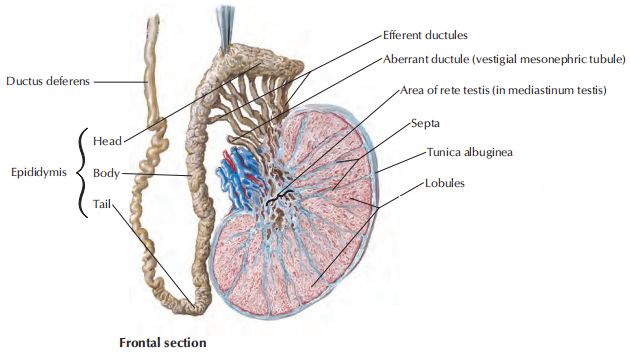 Efferent ductules
Aberrant ductule (vestigial mesonephric tubule)
Ductus deferens
Area of rete testis (in mediastinum testis)
Septa
Head
Tunica albuginea
Epididymis
Body
Lobules
Tail
Frontal section